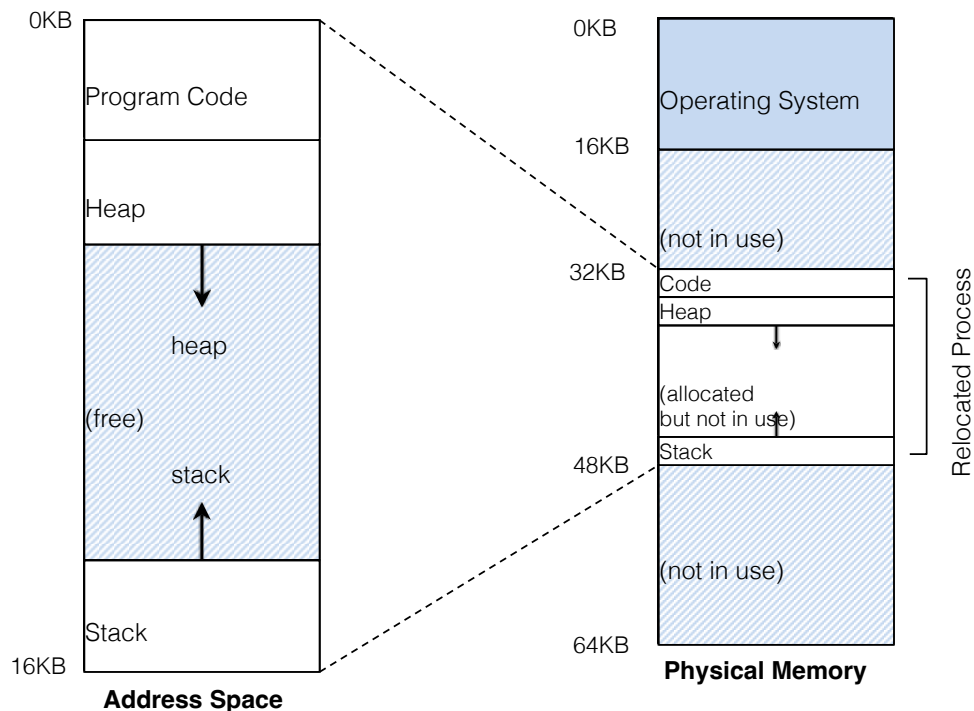 0KB
Program Code
Heap
heap
(free)
stack
Stack
16KB
Address Space
0KB
Operating System
16KB
(not in use)
32KB
Code
Heap
(allocated
but not in use)
Stack
48KB
(not in use)
64KB
Physical Memory
Relocated Process